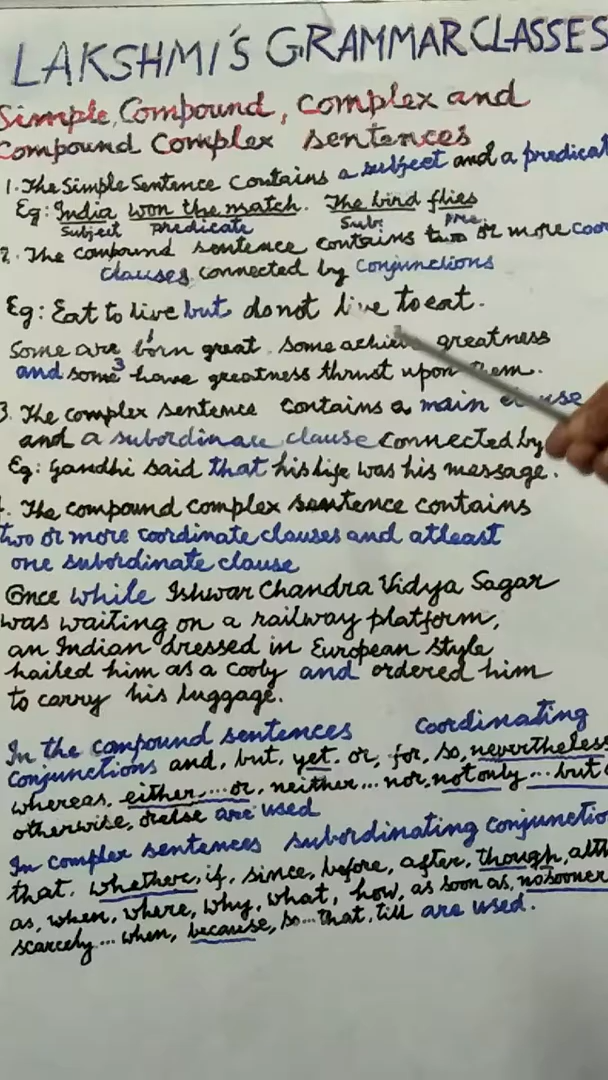 LAKSHMI'S GRAMMAR CLASSES
Simple, Compound, Complex and
Compound Complex sentences
1. The Simple Sentence contains a subject and a predicat
Eg: India won the match. The bird flies
Subject predicate Subj Pre.
2. The compound sentence contains two or more coor
clauses connected by conjunctions
Eg: Eat to live but do not live to eat.
Some are born great. some achieve greatness
1
and some have greatness thrust upon them.
3
3. The complex sentence contains a main clause
and a subordinate clause connected by
Eg: Gandhi said that his life was his message.
. The compound complex sentence contains
two or more coordinate clauses and atleast
one subordinate clause
Once while Ishwar Chandra Vidya Sagar
was waiting on a railway platform,
an Indian dressed in European style
hailed him as a cooly and ordered him
to carry his luggage.
In the compound sentences coordinating
conjunctions and, but, yet, or, for, so, nevertheless
whereas, either...or, neither...nor, not only...but
otherwise, orelse are used
In complex sentences subordinating conjunctio
that, whether, if, since, before, after, though, alth
as, when, where, why, what, how, as soon as, nosooner
scarcely...when, because, so...that, till are used.